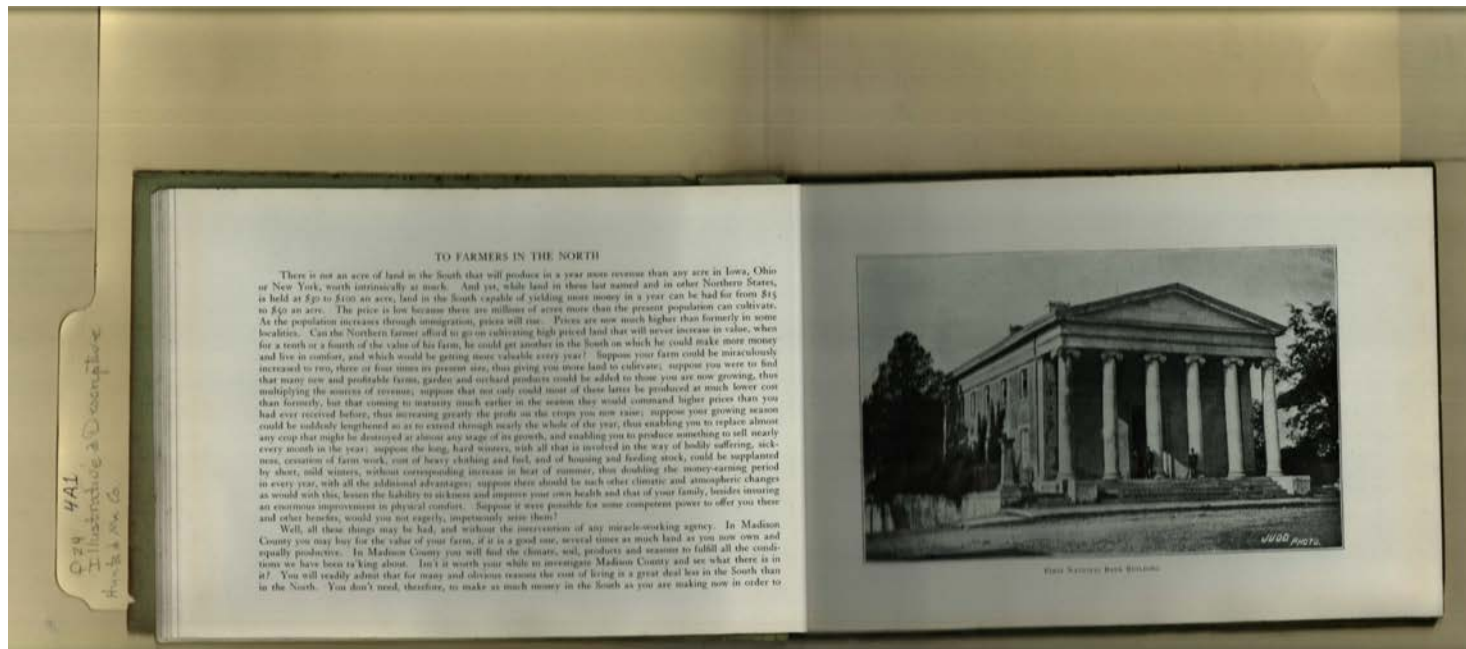 TO FARMERS IN THE NORTH
There is not an acre of land in the South that will produce in a year more revenue than any acre in Iowa, Ohio
or New York, worth intrinsically as much. And yet, while land in these last named and in other Northern States,
is held at $50 to $100 an acre, land in the South capable of yielding more money in a year can be had for from $15
to $50 an acre. The price is low because there are millions of acres more than the present population can cultivate.
As the population increases through immigration, prices will rise. Prices are now much higher than formerly in some
localities. Can the Northern farmer afford to go on cultivating high priced land that will never increase in value, when
for a tenth or a fourth of the value of his farm, he could get another in the South on which he could make more money
and live in comfort, and which would be getting more valuable every year? Suppose your farm could be miraculously
increased to two, three or four times its present size, thus giving you more land to cultivate; suppose you were to find
that many new and profitable farms, garden and orchard products could be added to those you are now growing, thus
multiplying the sources of revenue; suppose that not only could most of these latter be produced at much lower cost
than formerly, but that coming to maturity much earlier in the season they would command higher prices than you
had ever received before, thus increasing greatly the profit on the crops you now raise; suppose your growing season
could be suddenly lengthened so as to extend through nearly the whole of the year, thus enabling you to replace almost
any crop that might be destroyed at almost any stage of its growth, and enabling you to produce something to sell nearly
every month in the year; suppose the long, hard winters, with all that is involved in the way of bodily suffering, sick-
ness, cessation of farm work, cost of heavy clothing and fuel, and of housing and feeding stock, could be supplanted
by short, mild winters, without corresponding increase in heat of summer, thus doubling the money-earning period
in every year, with all the additional advantages; suppose there should be such other climatic and atmospheric changes
as would with this, lessen the liability to sickness and improve your own health and that of your family, besides insuring
an enormous improvement in physical comfort. Suppose it were possible for some competent power to offer you these
and other benefits, would you not eagerly, impetuously seize them?
Well, all these things may be had, and without the intervention of any miracle-working agency. In Madison
County you may buy for the value of your farm, if it is a good one, several times as much land as you now own and
equally productive. In Madison County you will find the climate, soil, products and seasons to fulfill all the condi-
tions we have been ta'king about. Isn't it worth your while to investigate Madison County and see what there is in
it? You will readily admit that for many and obvious reasons the cost of living is a great deal less in the South than
in the North. You don't need, therefore, to make as much money in the South as you are making now in order to
FIRST NATIONAL BANK BUILDING.
JUDD PHOTO.
4A1
Illustrative & Descriptive
Co.